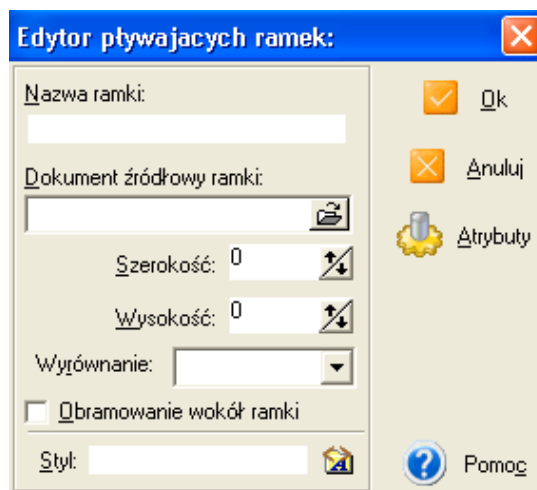 Edytor pływajacych ramek:
Nazwa ramki:
Ok
Dokument źródłowy ramki:
Anuluj
Atrybuty
Szerokość: 0
Wysokość: 0
Wyrównanie:
Obramowanie wokół ramki
Styl:
Pomoc